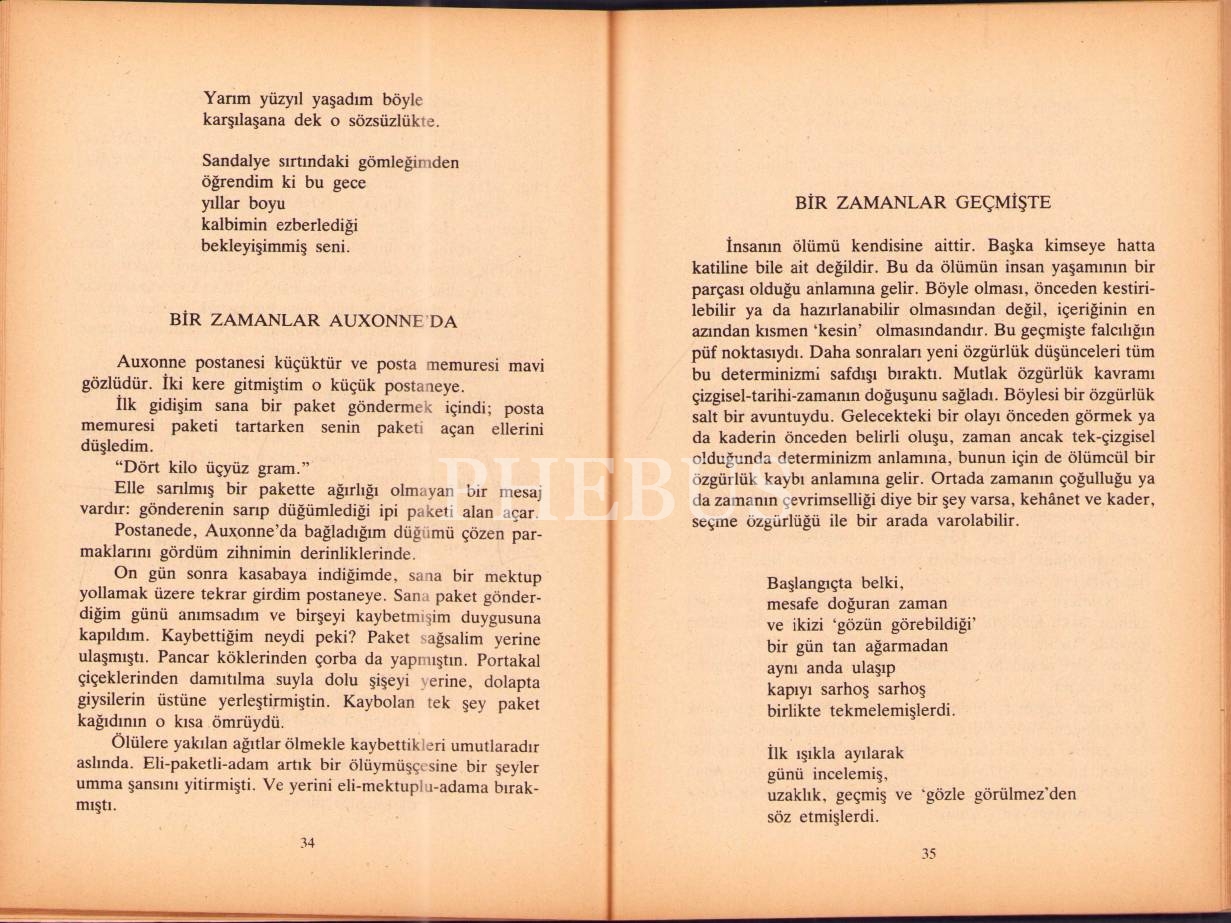 Yarım yüzyıl yaşadım böyle
karşılaşana dek o sözsüzlükte.
Sandalye sırtındaki gömleğimden
öğrendim ki bu gece
yıllar boyu
kalbimin ezberlediği
bekleyişimmiş seni.
BİR ZAMANLAR AUXONNE'DA
Auxonne postanesi küçüktür ve posta memuresi mavi
gözlüdür. İki kere gitmiştim o küçük postaneye.
İlk gidişim sana bir paket göndermek içindi; posta
memuresi paketi tartarken senin paketi açan ellerini
düşledim.
“Dört kilo üçyüz gram.”
Elle sarılmış bir pakette ağırlığı olmayan bir mesaj
vardır: gönderenin sarıp düğümlediği ipi paketi alan açar.
Postanede, Auxonne'da bağladığım düğümü çözen par-
maklarını gördüm zihnimin derinliklerinde.
On gün sonra kasabaya indiğimde, sana bir mektup
yollamak üzere tekrar girdim postaneye. Sana paket gönder-
diğim günü anımsadım ve birşeyi kaybetmişim duygusuna
kapıldım. Kaybettiğim neydi peki? Paket sağsalim yerine
ulaşmıştı. Pancar köklerinden çorba da yapmıştın. Portakal
çiçeklerinden damıtılma suyla dolu şişeyi yerine, dolapta
giysilerin üstüne yerleştirmiştin. Kaybolan tek şey paket
kağıdının o kısa ömrüydü.
Ölülere yakılan ağıtlar ölmekle kaybettikleri umutlaradır
aslında. Eli-paketli-adam artık bir ölüymüşçesine bir şeyler
umma şansını yitirmişti. Ve yerini eli-mektuplu-adama bırak-
mıştı.
34
BİR ZAMANLAR GEÇMİŞTE
İnsanın ölümü kendisine aittir. Başka kimseye hatta
katiline bile ait değildir. Bu da ölümün insan yaşamının bir
parçası olduğu anlamına gelir. Böyle olması, önceden kestiri-
lebilir ya da hazırlanabilir olmasından değil, içeriğinin en
azından kısmen ‘kesin’ olmasındandır. Bu geçmişte falcılığın
püf noktasıydı. Daha sonraları yeni özgürlük düşünceleri tüm
bu determinizmi safdışı bıraktı. Mutlak özgürlük kavramı
çizgisel-tarihi-zamanın doğuşunu sağladı. Böylesi bir özgürlük
salt bir avuntuydu. Gelecekteki bir olayı önceden görmek ya
da kaderin önceden belirli oluşu, zaman ancak tek-çizgisel
olduğunda determinizm anlamına, bunun için de ölümcül bir
özgürlük kaybı anlamına gelir. Ortada zamanın çoğulluğu ya
da zamanın çevrimselliği diye bir şey varsa, kehânet ve kader,
seçme özgürlüğü ile bir arada varolabilir.
Başlangıçta belki,
mesafe doğuran zaman
ve ikizi ‘gözün görebildiği’
bir gün tan ağarmadan
aynı anda ulaşıp
kapıyı sarhoş sarhoş
birlikte tekmelemişlerdi.
İlk ışıkla ayılarak
günü incelemiş,
uzaklık, geçmiş ve ‘gözle görülmez’den
söz etmişlerdi.
35
PHEBUS